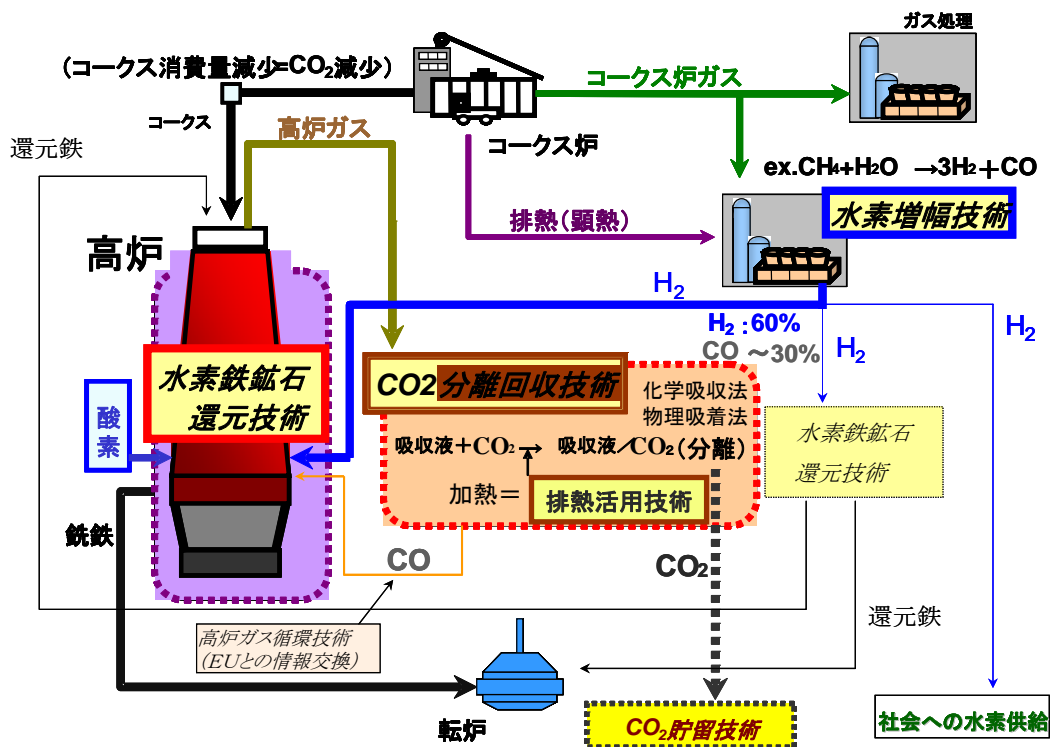 ガス処理
(コークス消費量減少=CO₂減少)
コークス炉ガス
コークス
高炉ガス
コークス炉
還元鉄
ex.CH₄+H₂O →3H₂+CO
排熱(顕熱)
水素増幅技術
高炉
H₂
H₂:60%
CO ~30%
H₂
H₂
水素鉄鉱石
還元技術
CO2分離回収技術
化学吸収法
物理吸着法
酸素
吸収液+CO₂→ 吸収液/CO₂(分離)
水素鉄鉱石
還元技術
加熱=
排熱活用技術
銑鉄
CO
CO₂
還元鉄
高炉ガス循環技術
(EUとの情報交換)
転炉
CO₂貯留技術
社会への水素供給